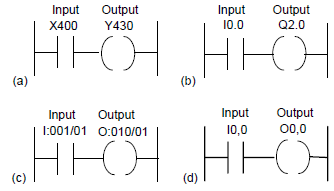 Input Output
X400 Y430
(a)
Input Output
I0.0 Q2.0
(b)
Input Output
I:001/01 O:010/01
(c)
Input Output
I0,0 O0,0
(d)